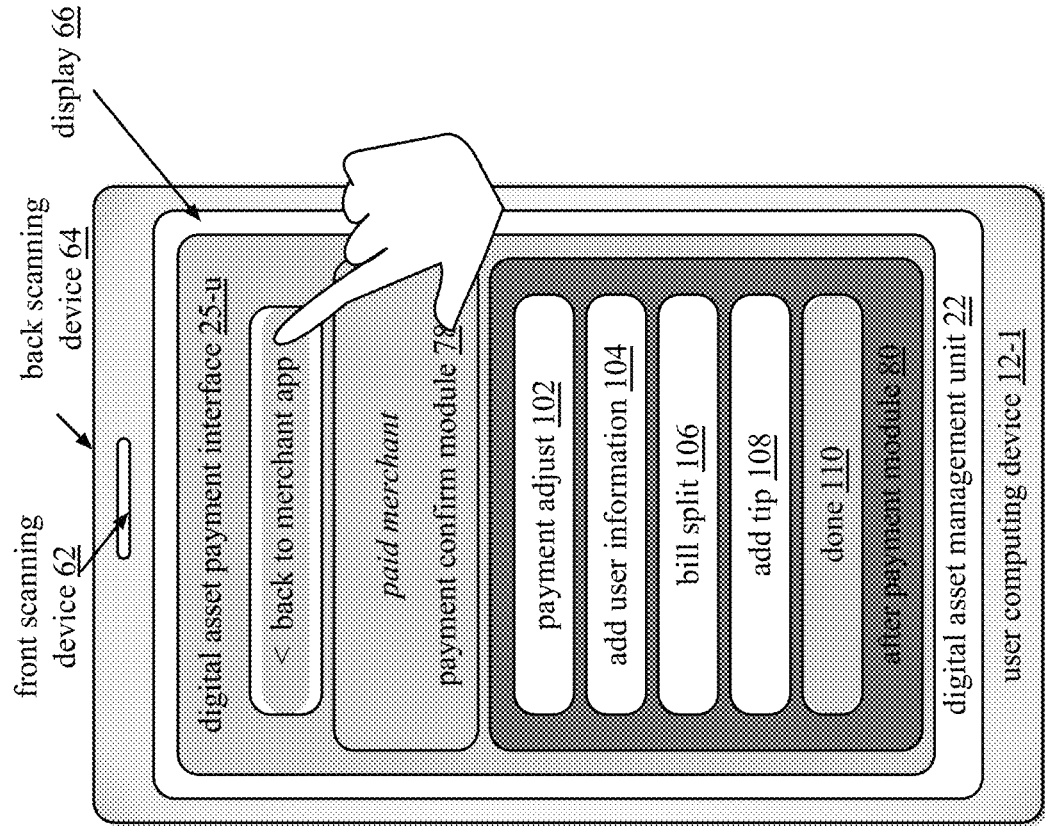 front scanning
device 62
back scanning
device 64
display 66
digital asset payment interface 25-u
< back to merchant app
paid merchant
payment confirm module 78
payment adjust 102
add user information 104
bill split 106
add tip 108
done 110
after payment module 80
digital asset management unit 22
user computing device 12-1